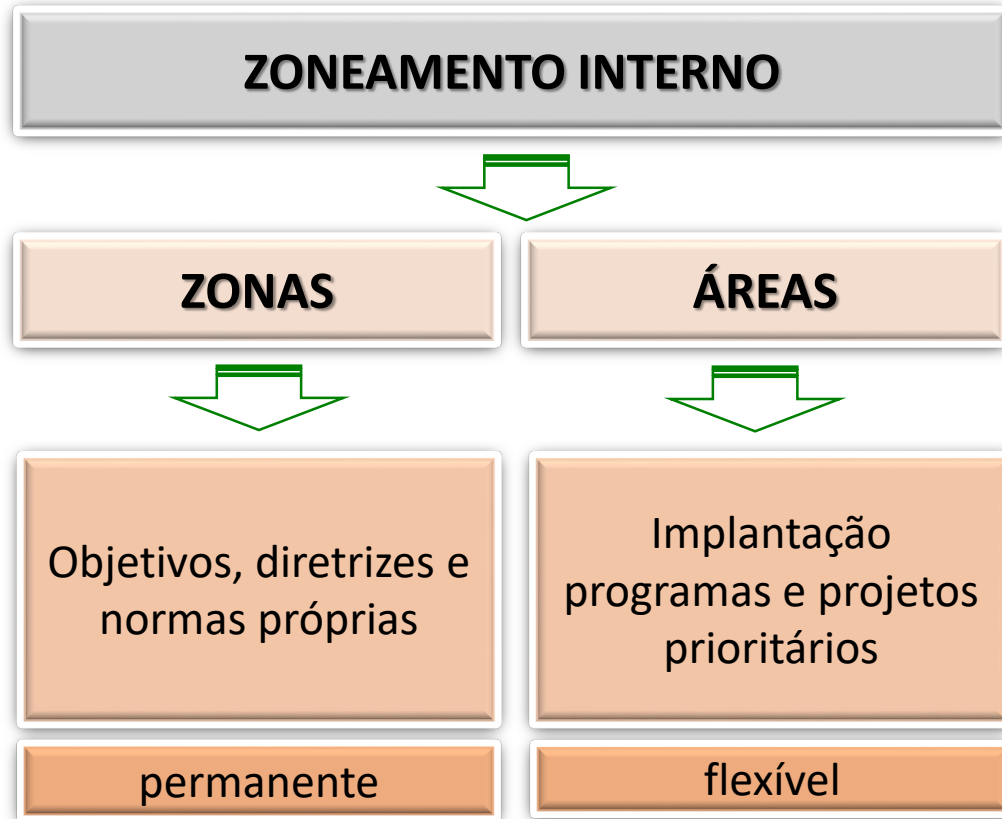 ZONEAMENTO INTERNO
ZONAS
ÁREAS
Objetivos, diretrizes e
normas próprias
Implantação
programas e projetos
prioritários
permanente
flexível